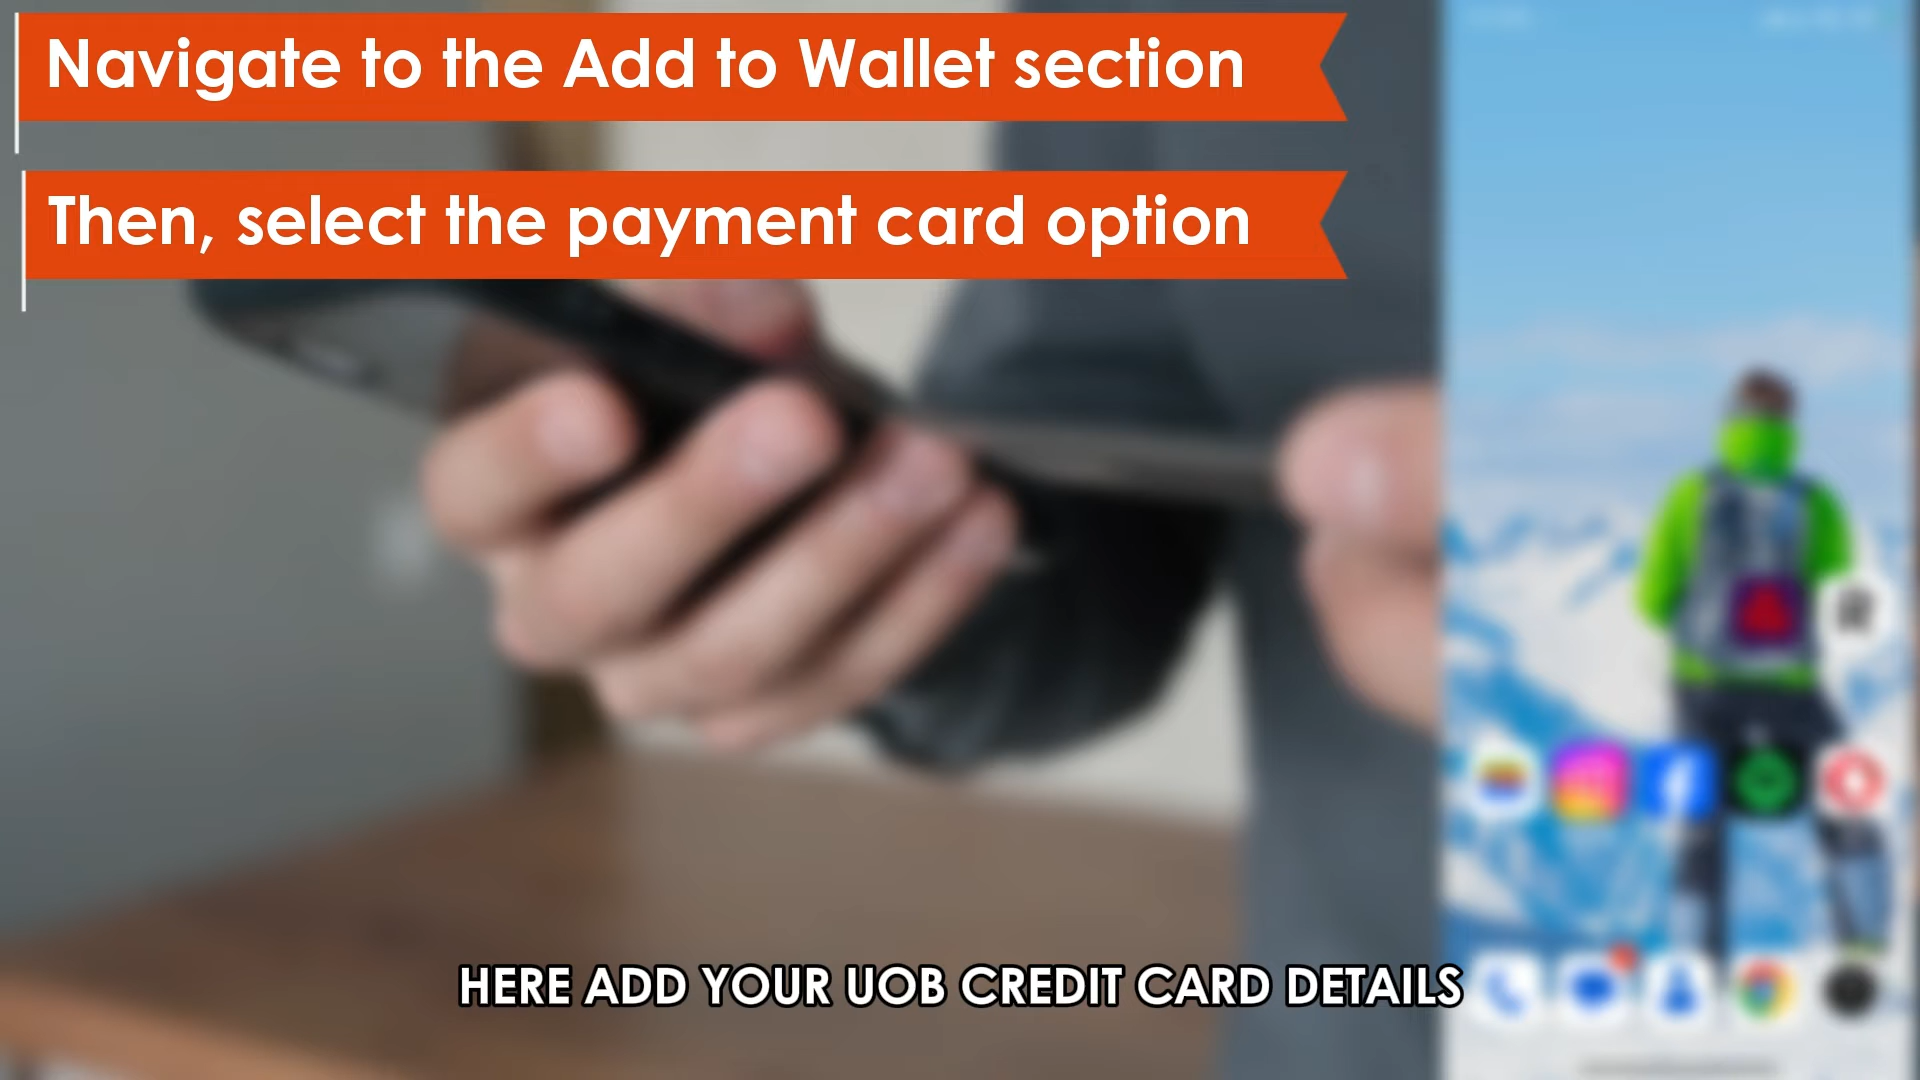 Navigate to the Add to Wallet section
Then, select the payment card option
HERE ADD YOUR UOB CREDIT CARD DETAILS